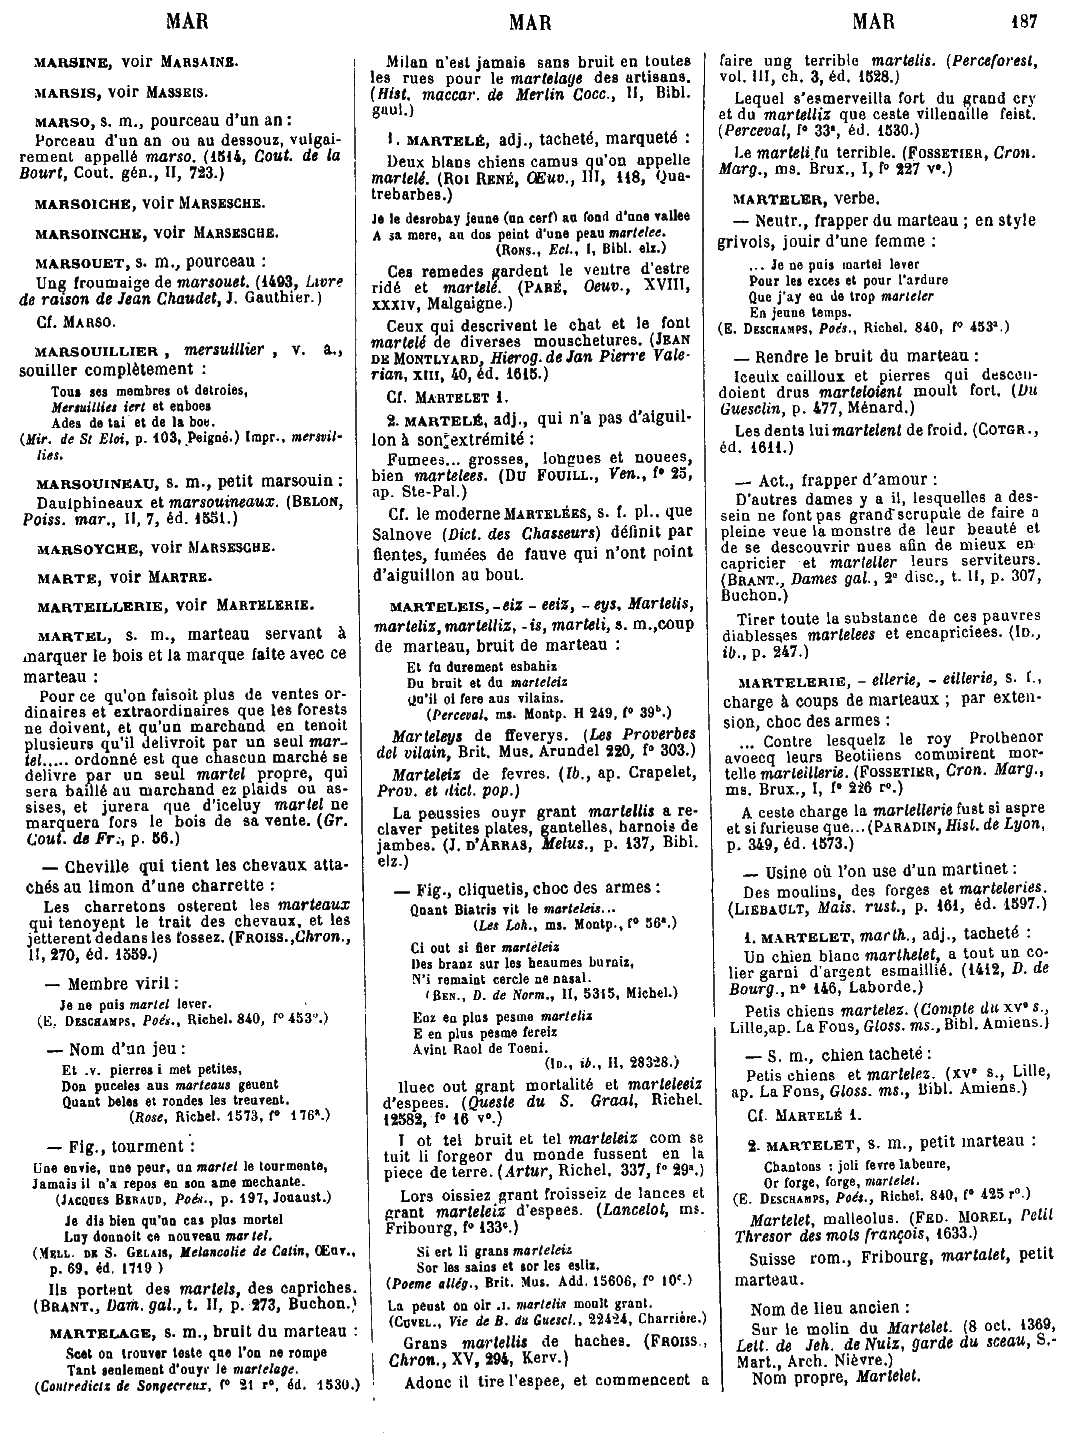 MAR
MAR
MAR
187
MARSINE, voir MARSAINE.
MARSIS, voir MASSEIS.
MARSO, s. m., pourceau d'un an :
Porceau d'un an ou au dessouz, vulgai-
rement appellé marso. (1514, Cout. de la
Bourt, Cout. gén., II, 723.)
MARSOICHE, voir MARSESCHE.
MARSOINCHE, voir MARSESCHE.
MARSOUET, s. m., pourceau :
Ung froumaige de marsouet. (1493, Livre
de raison de Jean Chaudet, J. Gauthier.)
Cf. MARSO.
MARSOUILLIER, mersuillier, v. a.,
souiller complètement :
Tous ses membres ot detroies,
Mersuillies iert et enboes
Ades de tai et de la boe.
(Mir. de St Eloi, p. 103, Peigné.) Impr., mersvil-
lies.
MARSOUINEAU, s. m., petit marsouin :
Daulphineaux et marsouineaux. (BELON,
Poiss. mar., II, 7, éd. 1551.)
MARSOYCHE, voir MARSESCHE.
MARTE, voir MARTRE.
MARTEILLERIE, voir MARTELERIE.
MARTEL, s. m., marteau servant à
marquer le bois et la marque faite avec ce
marteau :
Pour ce qu'on faisoit plus de ventes or-
dinaires et extraordinaires que les forests
ne doivent, et qu'un marchand en tenoit
plusieurs qu'il delivroit par un seul mar-
tel..... ordonné est que chascun marché se
delivre par un seul martel propre, qui
sera baillé au marchand ez plaids ou as-
sises, et jurera que d'iceluy martel ne
marquera fors le bois de sa vente. (Gr.
Cout. de Fr., p. 56.)
— Cheville qui tient les chevaux atta-
chés au limon d'une charrette :
Les charretons osterent les marteaux
qui tenoyent le trait des chevaux, et les
jetterent dedans les fossez. (FROISS., Chron.,
II, 270, éd. 1559.)
— Membre viril :
Je ne puis martel lever.
(E. DESCHAMPS, Poés., Richel. 840, f° 453ᵃ.)
— Nom d'un jeu :
Et .v. pierres i met petites,
Don puceles aus marteaus geuent
Quant beles et rondes les treuvent.
(Rose, Richel. 1573, f° 176ᵃ.)
— Fig., tourment :
Une envie, une peur, un martel le tourmente,
Jamais il n'a repos en son ame mechante.
(JACQUES BERAUD, Poés., p. 197, Jouaust.)
Je dis bien qu'un cas plus mortel
Luy donnoit ce nouveau martel.
(MELL. DE S. GELAIS, Melancolie de Catin, Œuv.,
p. 69, éd. 1719)
Ils portent des martels, des capriches.
(BRANT., Dam. gal., t. II, p. 273, Buchon.)
MARTELAGE, s. m., bruit du marteau :
Scet on trouver teste que l'on ne rompe
Tant seulement d'ouyr le martelage.
(Contredictz de Songecreux, f° 21 r°, éd. 1530.)
Milan n'est jamais sans bruit en toutes
les rues pour le martelage des artisans.
(Hist. maccar. de Merlin Cocc., II, Bibl.
gaul.)
1. MARTELÉ, adj., tacheté, marqueté :
Deux blans chiens camus qu'on appelle
martelé. (ROI RENÉ, Œuv., III, 118, Qua-
trebarbes.)
Je le desrobay jeune (un cerf) au fond d'une vallee
A sa mere, au dos peint d'une peau martelee.
(RONS., Ecl., I, Bibl. elz.)
Ces remedes gardent le ventre d'estre
ridé et martelé. (PARÉ, Oeuv., XVIII,
XXXIV, Malgaigne.)
Ceux qui descrivent le chat et le font
martelé de diverses mouschetures. (JEAN
DE MONTLYARD, Hierog. de Jan Pierre Vale-
rian, XIII, 40, éd. 1615.)
Cf. MARTELET 1.
2. MARTELÉ, adj., qui n'a pas d'aiguil-
lon à son extrémité :
Fumees... grosses, longues et nouees,
bien martelees. (DU FOUILL., Ven., f° 25,
ap. Ste-Pal.)
Cf. le moderne MARTELÉES, s. f. pl.. que
Salnove (Dict. des Chasseurs) définit par
fientes, fumées de fauve qui n'ont point
d'aiguillon au bout.
MARTELEIS, -eiz - eeiz, - eys, Martelis,
marteliz, martelliz, -is, marteli, s. m.,coup
de marteau, bruit de marteau :
Et fu durement esbahiz
Du bruit et du marteleiz
Qu'il ol fere aus vilains.
(Perceval, ms. Montp. H 249, f° 39ᵇ.)
Marteleys de ffeverys. (Les Proverbes
del vilain, Brit. Mus. Arundel 220, f° 303.)
Marteleiz de fevres. (Ib., ap. Crapelet,
Prov. et dict. pop.)
La peussies ouyr grant martellis a re-
claver petites plates, gantelles, harnois de
jambes. (J. D'ARRAS, Melus., p. 137, Bibl.
elz.)
— Fig., cliquetis, choc des armes :
Quant Biatris vit le marteleis...
(Les Loh., ms. Montp., f° 56ᵃ.)
Ci out si fier marteleiz
Des branz sur les heaumes burniz,
N'i remaint cercle ne nasal.
(BEN., D. de Norm., II, 5315, Michel.)
Enz en plus pesme marteliz
E en plus pesme fereiz
Avint Raol de Toeni.
(ID., ib., II, 28328.)
Iluec out grant mortalité et marteleeiz
d'espees. (Queste du S. Graal, Richel.
12582, f° 16 v°.)
I ot tel bruit et tel marteleiz com se
tuit li forgeor du monde fussent en la
piece de terre. (Artur, Richel. 337, f° 29ᵃ.)
Lors oissiez grant froisseiz de lances et
grant marteleiz d'espees. (Lancelot, ms.
Fribourg, f° 133ᶜ.)
Si ert li grans marteleiz
Sor les sains et sor les esliz.
(Poeme allég., Brit. Mus. Add. 15606, f° 10ᶜ.)
La peust on oir .I. martelis moult grant.
(CUVEL., Vie de B. du Guescl., 22424, Charrière.)
Grans martellis de haches. (FROISS.,
Chron., XV, 294, Kerv.)
Adonc il tire l'espee, et commencent a
faire ung terrible martelis. (Perceforest,
vol. III, ch. 3, éd. 1528.)
Lequel s'esmerveilla fort du grand cry
et du martelliz que ceste villenaille feist.
(Perceval, f° 33ᵃ, éd. 1530.)
Le marteli fu terrible. (FOSSETIER, Cron.
Marg., ms. Brux., I, f° 227 v°.)
MARTELER, verbe.
— Neutr., frapper du marteau ; en style
grivois, jouir d'une femme :
... Je ne puis martel lever
Pour les exces et pour l'ardure
Que j'ay eu de trop marteler
En jeune temps.
(E. DESCHAMPS, Poés., Richel. 840, f° 453ᵃ.)
— Rendre le bruit du marteau :
Iceulx cailloux et pierres qui descen-
doient drus marteloient moult fort. (Du
Guesclin, p. 477, Ménard.)
Les dents lui martelent de froid. (COTGR.,
éd. 1611.)
— Act., frapper d'amour :
D'autres dames y a il, lesquelles a des-
sein ne font pas grand scrupule de faire a
pleine veue la monstre de leur beauté et
de se descouvrir nues afin de mieux en
capricier et marteller leurs serviteurs.
(BRANT., Dames gal., 2ᵉ disc., t. II, p. 307,
Buchon.)
Tirer toute la substance de ces pauvres
diablesses martelees et encapriciees. (ID.,
ib., p. 247.)
MARTELERIE, - ellerie, - eillerie, s. f.,
charge à coups de marteaux ; par exten-
sion, choc des armes :
... Contre lesquelz le roy Prothenor
avoecq leurs Beotiiens commirent mor-
telle marteillerie. (FOSSETIER, Cron. Marg.,
ms. Brux., I, f° 226 r°.)
A ceste charge la martellerie fust si aspre
et si furieuse que... (PARADIN, Hist. de Lyon,
p. 349, éd. 1573.)
— Usine où l'on use d'un martinet :
Des moulins, des forges et marteleries.
(LIEBAULT, Mais. rust., p. 161, éd. 1597.)
1. MARTELET, marth., adj., tacheté :
Un chien blanc marthelet, a tout un co-
lier garni d'argent esmaillié. (1412, D. de
Bourg., n° 146, Laborde.)
Petis chiens martelez. (Compte du XVᵉ s.,
Lille, ap. La Fons, Gloss. ms., Bibl. Amiens.)
— S. m., chien tacheté :
Petis chiens et martelez. (XVᵉ s., Lille,
ap. La Fons, Gloss. ms., Bibl. Amiens.)
Cf. MARTELÉ 1.
2. MARTELET, s. m., petit marteau :
Chantons : joli fevre labeure,
Or forge, forge, martelet.
(E. DESCHAMPS, Poés., Richel. 840, f° 425 r°.)
Martelet, malleolus. (FED. MOREL, Petit
Thresor des mots françois, 1633.)
Suisse rom., Fribourg, martalet, petit
marteau.
Nom de lieu ancien :
Sur le molin du Martelet. (8 oct. 1369,
Lett. de Jeh. de Nuiz, garde du sceau, S.-
Mart., Arch. Nièvre.)
Nom propre, Martelet.